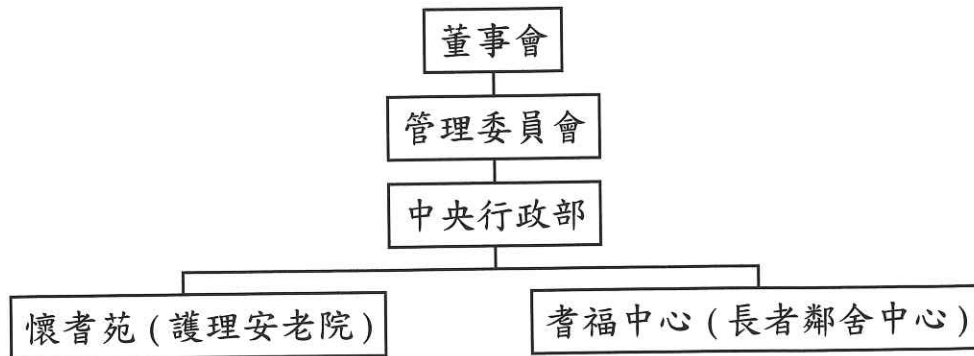 董事會
管理委員會
中央行政部
懷耆苑(護理安老院)
耆福中心(長者鄰舍中心)